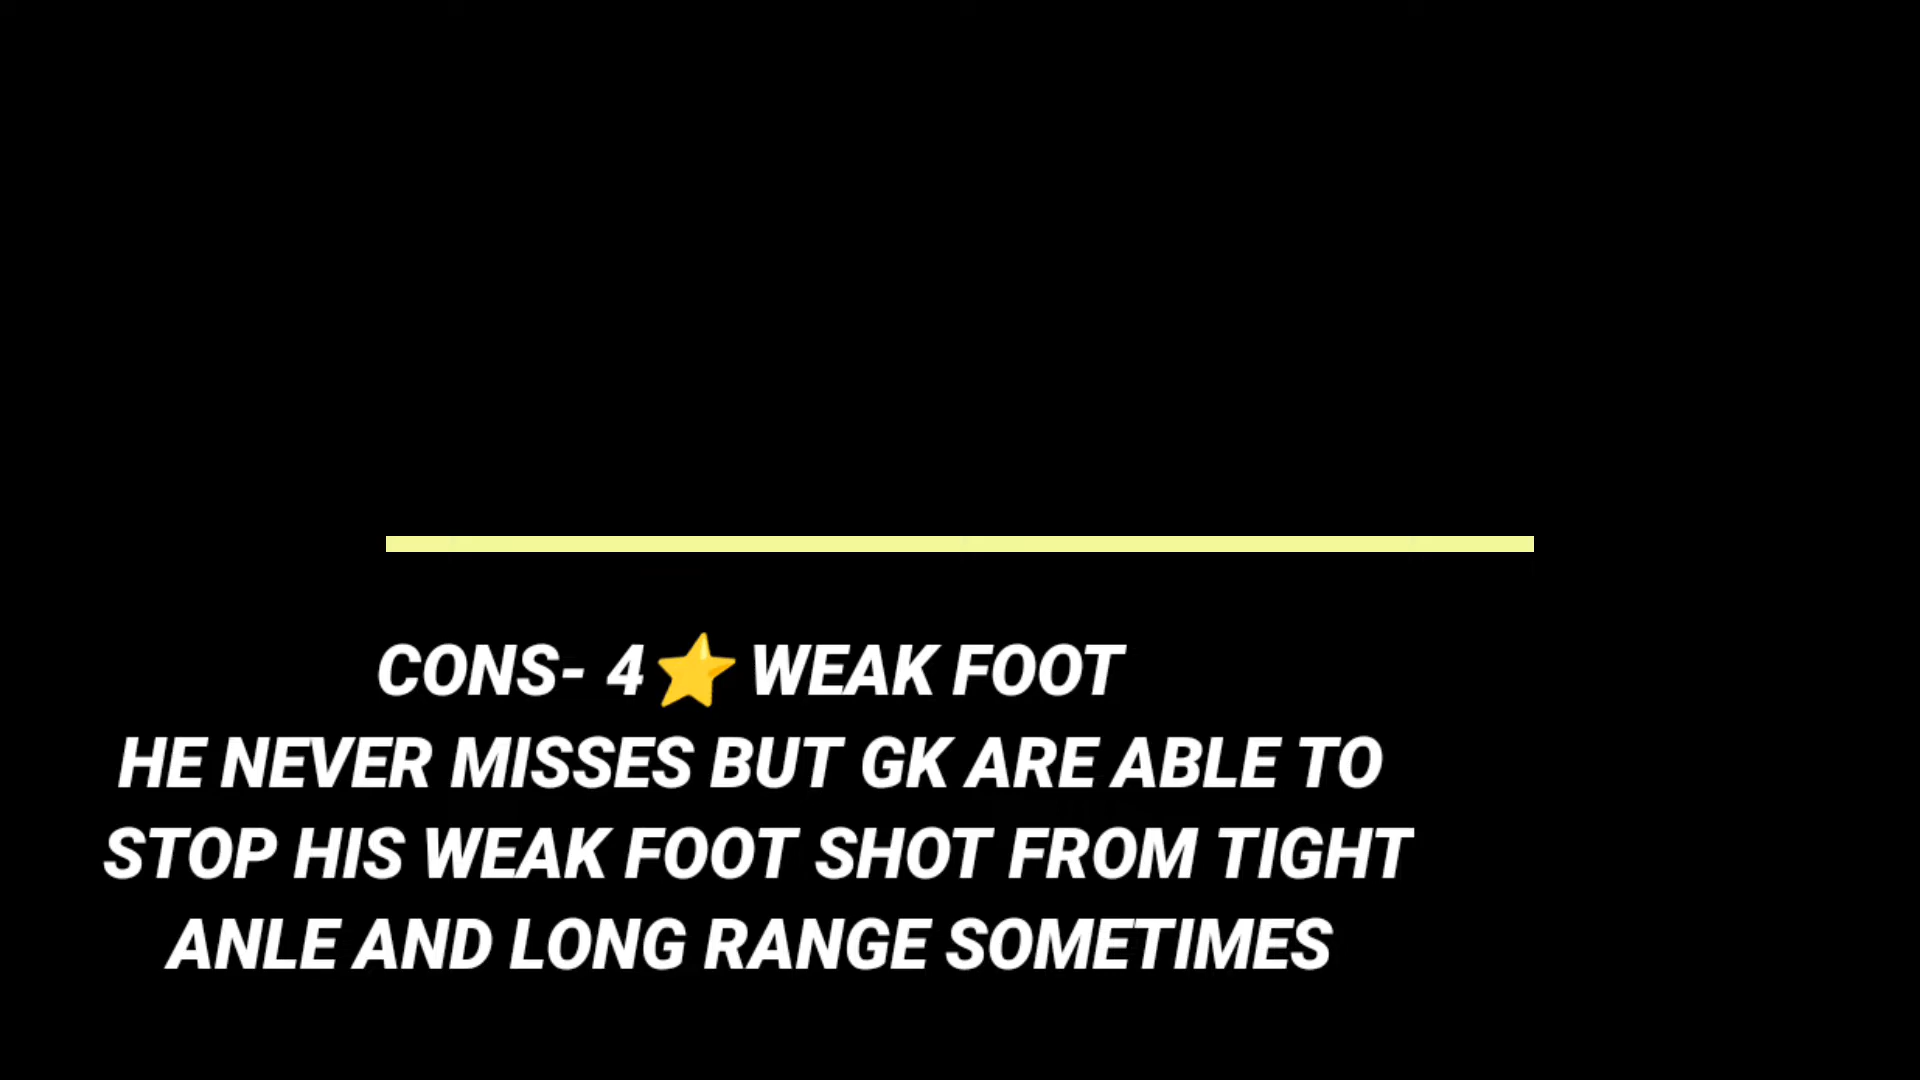 CONS- 4⭐ WEAK FOOT
HE NEVER MISSES BUT GK ARE ABLE TO
STOP HIS WEAK FOOT SHOT FROM TIGHT
ANLE AND LONG RANGE SOMETIMES